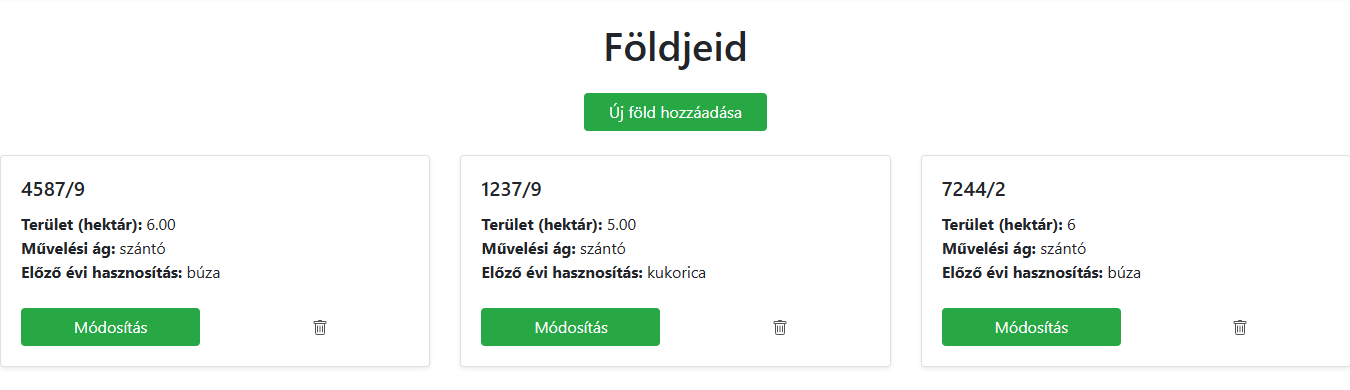 Földjeid
Új föld hozzáadása
4587/9
Terület (hektár): 6.00
Művelési ág: szántó
Előző évi hasznosítás: búza
Módosítás
1237/9
Terület (hektár): 5.00
Művelési ág: szántó
Előző évi hasznosítás: kukorica
Módosítás
7244/2
Terület (hektár): 6
Művelési ág: szántó
Előző évi hasznosítás: búza
Módosítás